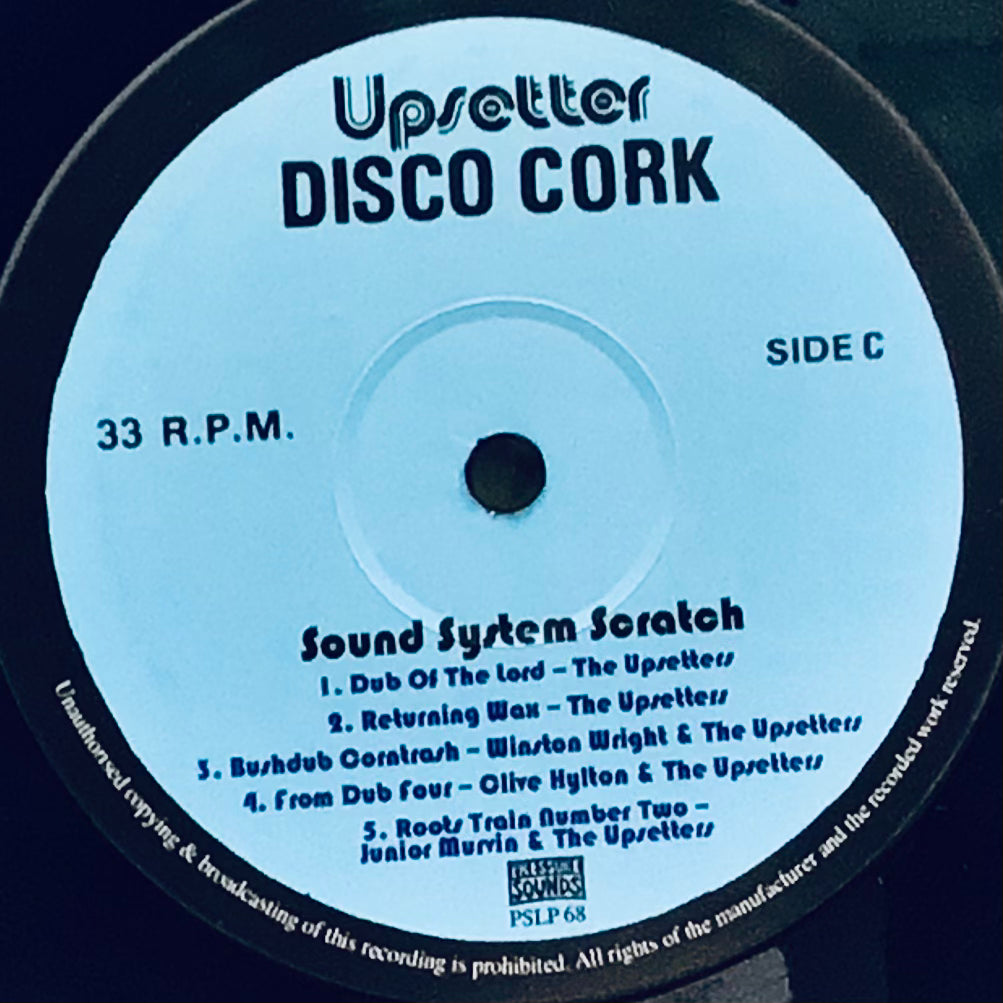 Upsetter
DISCO CORK
SIDE C
33 R.P.M.
Sound System Scratch
1. Dub Of The Lord – The Upsetters
2. Returning Wax – The Upsetters
3. Bushdub Corntrash – Winston Wright & The Upsetters
4. From Dub Four – Clive Hylton & The Upsetters
5. Roots Train Number Two –
Junior Murvin & The Upsetters
PRESSURE
SOUNDS
PSLP 68
Unauthorised copying & broadcasting of this recording is prohibited. All rights of the manufacturer and the recorded work reserved.